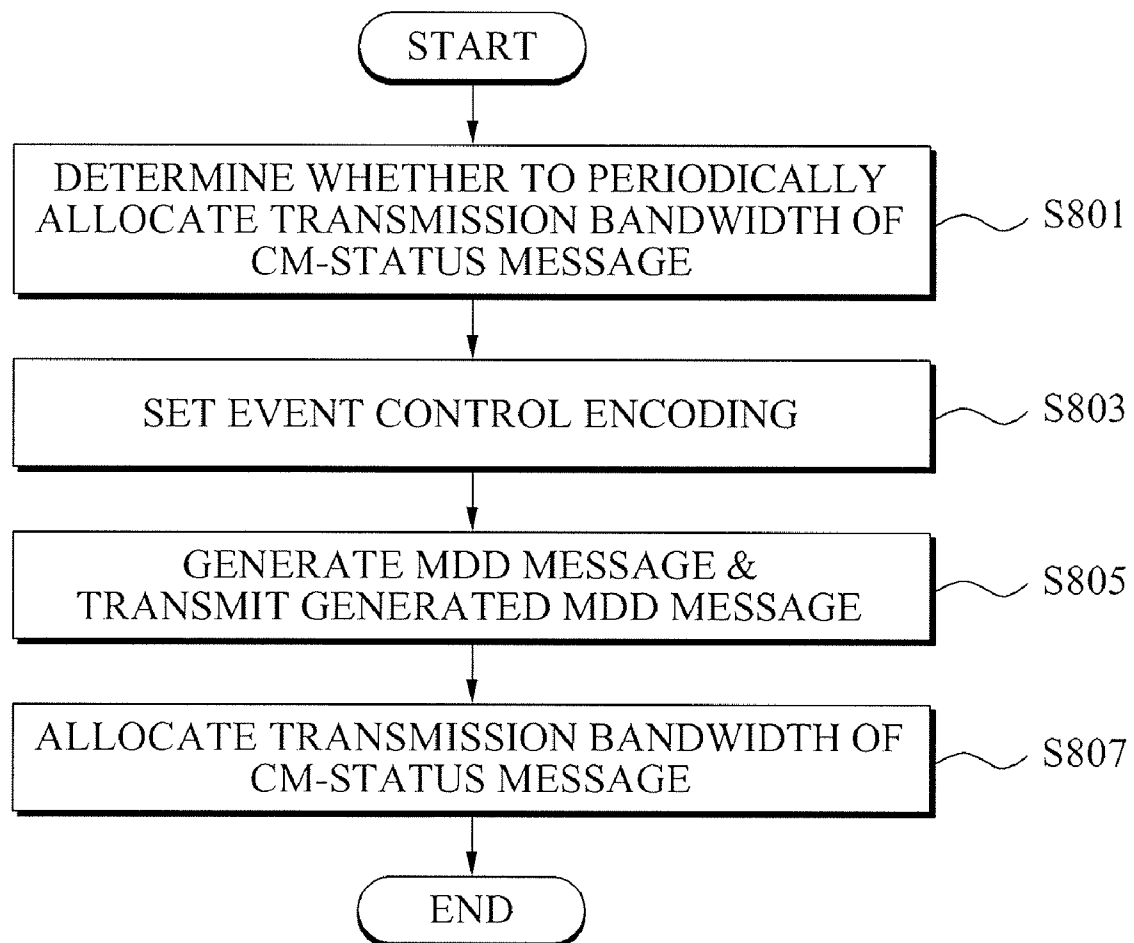 START
DETERMINE WHETHER TO PERIODICALLY
ALLOCATE TRANSMISSION BANDWIDTH OF
CM-STATUS MESSAGE
S801
SET EVENT CONTROL ENCODING
S803
GENERATE MDD MESSAGE &
TRANSMIT GENERATED MDD MESSAGE
S805
ALLOCATE TRANSMISSION BANDWIDTH OF
CM-STATUS MESSAGE
S807
END